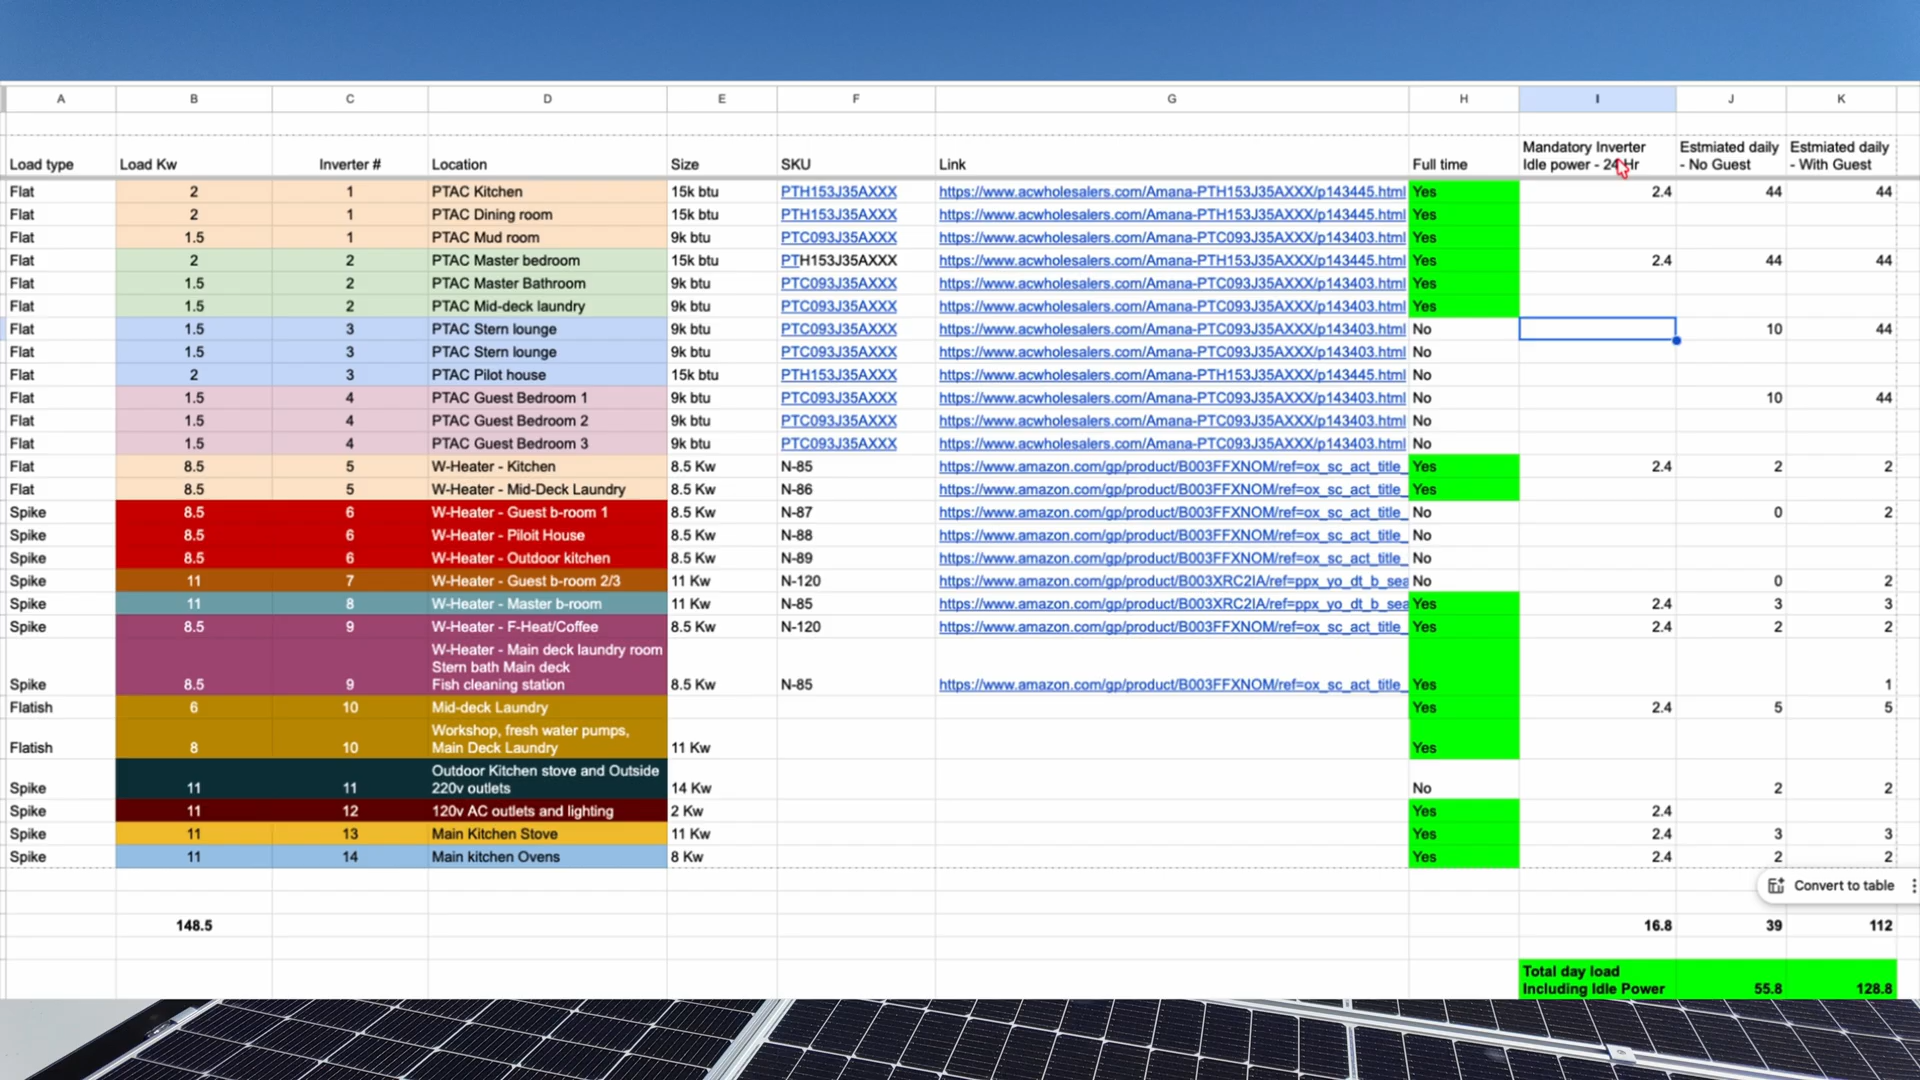 A B C D E F G H I J K
Load type Load Kw Inverter # Location Size SKU Link Full time Mandatory Inverter Idle power - 24 Hr Estmiated daily - No Guest Estmiated daily - With Guest
Flat 2 1 PTAC Kitchen 15k btu PTH153J35AXXX https://www.acwholesalers.com/Amana-PTH153J35AXXX/p143445.html Yes 2.4 44 44
Flat 2 1 PTAC Dining room 15k btu PTH153J35AXXX https://www.acwholesalers.com/Amana-PTH153J35AXXX/p143445.html Yes
Flat 1.5 1 PTAC Mud room 9k btu PTC093J35AXXX https://www.acwholesalers.com/Amana-PTC093J35AXXX/p143403.html Yes
Flat 2 2 PTAC Master bedroom 15k btu PTH153J35AXXX https://www.acwholesalers.com/Amana-PTH153J35AXXX/p143445.html Yes 2.4 44 44
Flat 1.5 2 PTAC Master Bathroom 9k btu PTC093J35AXXX https://www.acwholesalers.com/Amana-PTC093J35AXXX/p143403.html Yes
Flat 1.5 2 PTAC Mid-deck laundry 9k btu PTC093J35AXXX https://www.acwholesalers.com/Amana-PTC093J35AXXX/p143403.html Yes
Flat 1.5 3 PTAC Stern lounge 9k btu PTC093J35AXXX https://www.acwholesalers.com/Amana-PTC093J35AXXX/p143403.html No 10 44
Flat 1.5 3 PTAC Stern lounge 9k btu PTC093J35AXXX https://www.acwholesalers.com/Amana-PTC093J35AXXX/p143403.html No
Flat 2 3 PTAC Pilot house 15k btu PTH153J35AXXX https://www.acwholesalers.com/Amana-PTH153J35AXXX/p143445.html No
Flat 1.5 4 PTAC Guest Bedroom 1 9k btu PTC093J35AXXX https://www.acwholesalers.com/Amana-PTC093J35AXXX/p143403.html No 10 44
Flat 1.5 4 PTAC Guest Bedroom 2 9k btu PTC093J35AXXX https://www.acwholesalers.com/Amana-PTC093J35AXXX/p143403.html No
Flat 1.5 4 PTAC Guest Bedroom 3 9k btu PTC093J35AXXX https://www.acwholesalers.com/Amana-PTC093J35AXXX/p143403.html No
Flat 8.5 5 W-Heater - Kitchen 8.5 Kw N-85 https://www.amazon.com/gp/product/B003FFXNOM/ref=ox_sc_act_title_ Yes 2.4 2 2
Flat 8.5 5 W-Heater - Mid-Deck Laundry 8.5 Kw N-86 https://www.amazon.com/gp/product/B003FFXNOM/ref=ox_sc_act_title_ Yes
Spike 8.5 6 W-Heater - Guest b-room 1 8.5 Kw N-87 https://www.amazon.com/gp/product/B003FFXNOM/ref=ox_sc_act_title_ No 0 2
Spike 8.5 6 W-Heater - Piloit House 8.5 Kw N-88 https://www.amazon.com/gp/product/B003FFXNOM/ref=ox_sc_act_title_ No
Spike 8.5 6 W-Heater - Outdoor kitchen 8.5 Kw N-89 https://www.amazon.com/gp/product/B003FFXNOM/ref=ox_sc_act_title_ No
Spike 11 7 W-Heater - Guest b-room 2/3 11 Kw N-120 https://www.amazon.com/gp/product/B003XRC2IA/ref=ppx_yo_dt_b_sea No 0 2
Spike 11 8 W-Heater - Master b-room 11 Kw N-85 https://www.amazon.com/gp/product/B003XRC2IA/ref=ppx_yo_dt_b_sea Yes 2.4 3 3
Spike 8.5 9 W-Heater - F-Heat/Coffee 8.5 Kw N-120 https://www.amazon.com/gp/product/B003FFXNOM/ref=ox_sc_act_title_ Yes 2.4 2 2
W-Heater - Main deck laundry room
Stern bath Main deck
Spike 8.5 9 Fish cleaning station 8.5 Kw N-85 https://www.amazon.com/gp/product/B003FFXNOM/ref=ox_sc_act_title_ Yes 1
Flatish 6 10 Mid-deck Laundry Yes 2.4 5 5
Workshop, fresh water pumps,
Flatish 8 10 Main Deck Laundry 11 Kw Yes
Outdoor Kitchen stove and Outside
Spike 11 11 220v outlets 14 Kw No 2 2
Spike 11 12 120v AC outlets and lighting 2 Kw Yes 2.4
Spike 11 13 Main Kitchen Stove 11 Kw Yes 2.4 3 3
Spike 11 14 Main kitchen Ovens 8 Kw Yes 2.4 2 2
Convert to table
148.5 16.8 39 112
Total day load
Including Idle Power 55.8 128.8